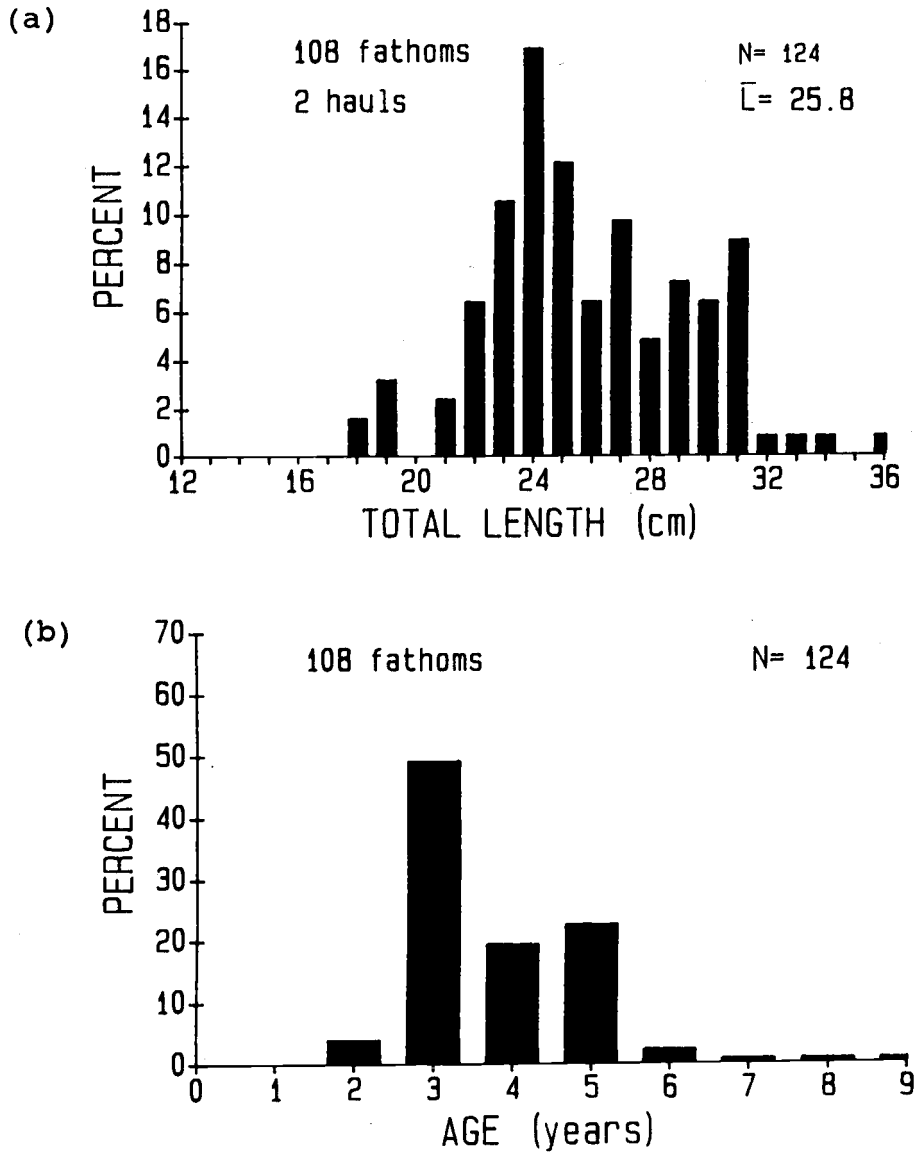 (a)
18
16
14
12
10
8
6
4
2
0
PERCENT
108 fathoms
2 hauls
N= 124
L̅= 25.8
12 16 20 24 28 32 36
TOTAL LENGTH (cm)
(b)
70
60
50
40
30
20
10
0
PERCENT
108 fathoms
N= 124
0 1 2 3 4 5 6 7 8 9
AGE (years)